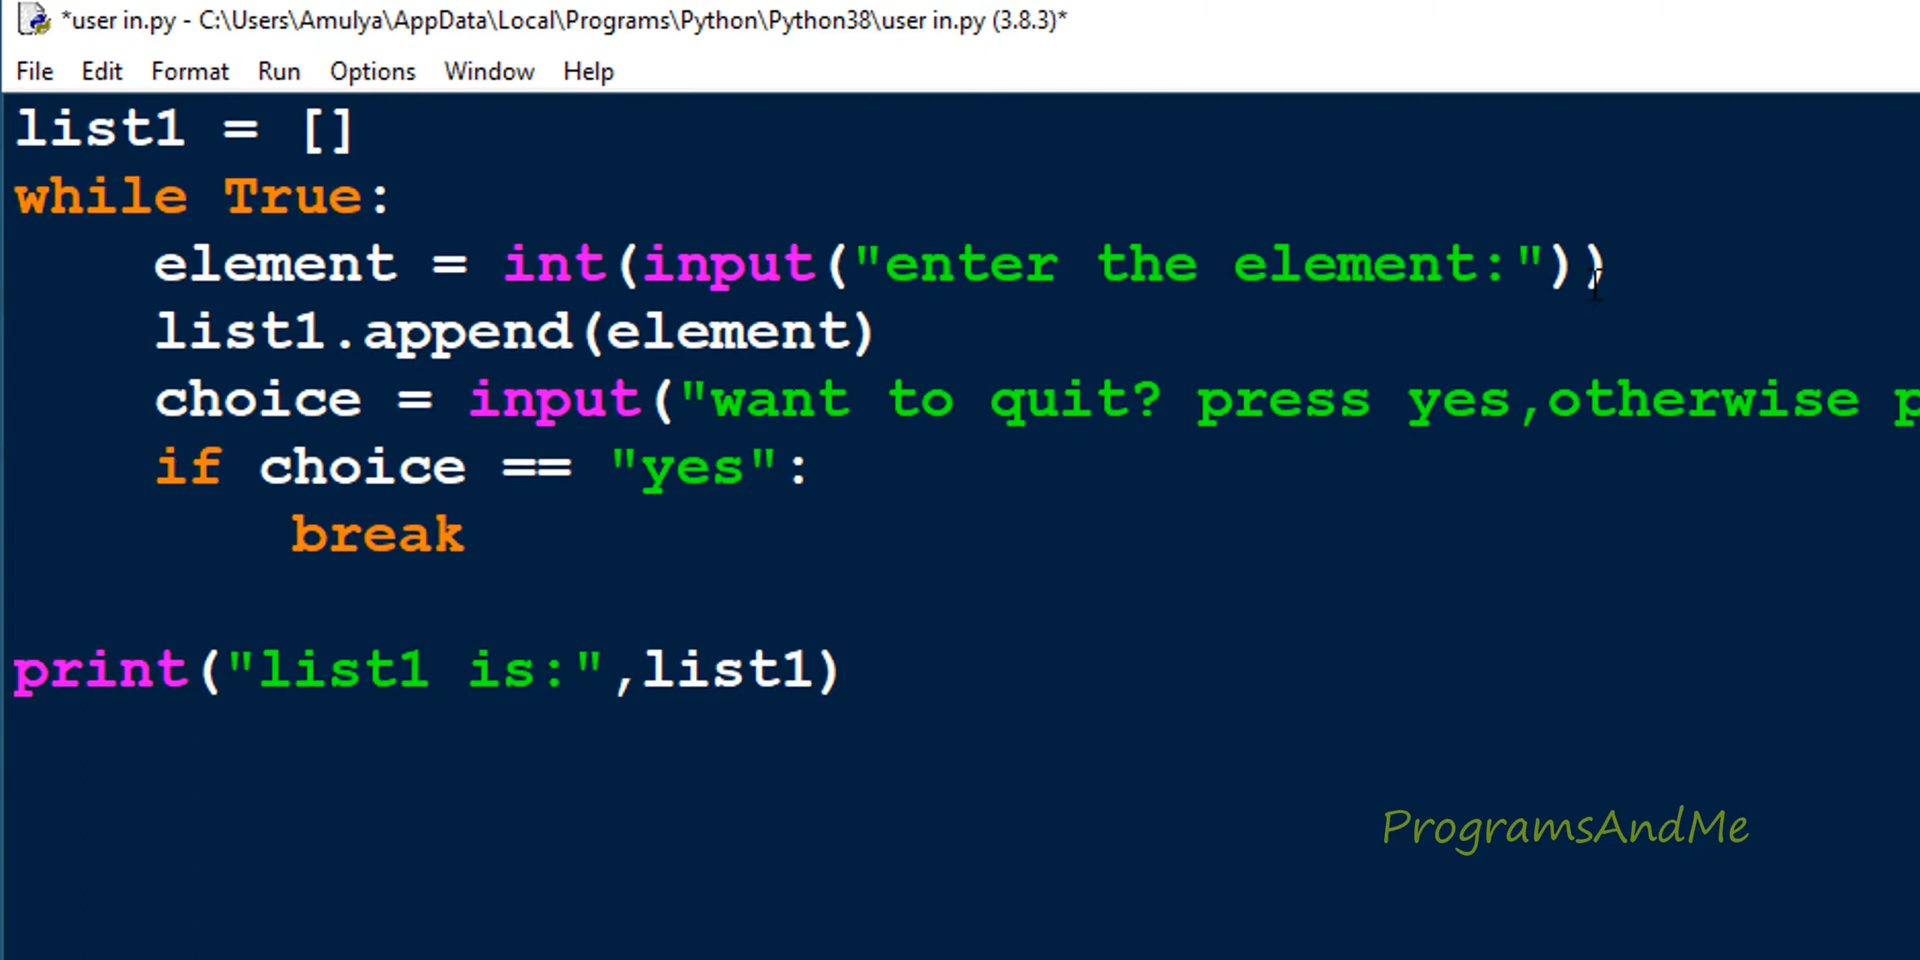 *user in.py - C:\Users\Amulya\AppData\Local\Programs\Python\Python38\user in.py (3.8.3)*
File Edit Format Run Options Window Help
list1 = []
while True:
    element = int(input("enter the element:"))
    list1.append(element)
    choice = input("want to quit? press yes,otherwise
    if choice == "yes":
        break
print("list1 is:",list1)
ProgramsAndMe